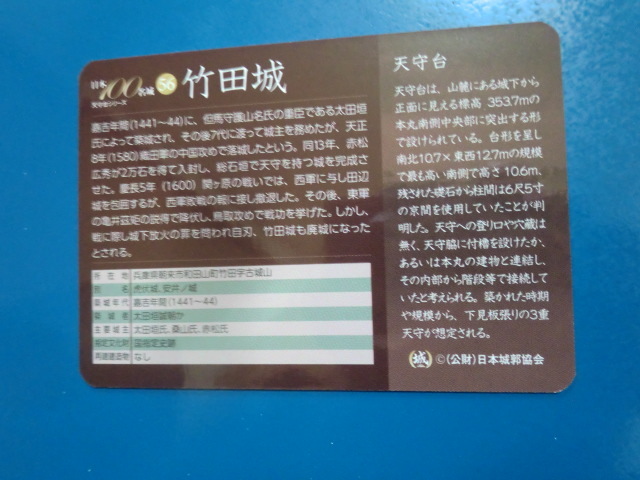 日本100名城 56 竹田城
天守台シリーズ
嘉吉年間(1441〜44)に、但馬守護山名氏の重臣である太田垣
氏によって築城され、その後7代に渡って城主を務めたが、天正
8年(1580)織田軍の中国攻めで落城したという。同13年、赤松
広秀が2万石を得て入封し、総石垣で天守を持つ城を完成さ
せた。慶長5年(1600)関ヶ原の戦いでは、西軍に与し田辺
城を包囲するが、西軍敗戦の報に接し撤退した。その後、東軍
の亀井茲矩の説得で降伏し、鳥取攻めで戦功を挙げた。しかし、
戦に際し城下放火の罪を問われ自刃、竹田城も廃城になった
とされる。
所在地 兵庫県朝来市和田山町竹田字古城山
別名 虎伏城、安井ノ城
築城年代 嘉吉年間(1441〜44)
築城者 太田垣誠朝か
主要城主 太田垣氏、桑山氏、赤松氏
指定文化財 国指定史跡
再建建造物 なし
天守台
天守台は、山麓にある城下から
正面に見える標高353.7mの
本丸南側中央部に突出する形
で設けられている。台形を呈し
南北10.7×東西12.7mの規模
で最も高い南側で高さ10.6m、
残された礎石から柱間は6尺5寸
の京間を使用していたことが判
明した。天守への登り口や穴蔵は
無く、天守脇に付櫓を設けたか、
あるいは本丸の建物と連結し、
その内部から階段等で接続して
いたと考えられる。築かれた時期
や規模から、下見板張りの3重
天守が想定される。
城 ©(公財)日本城郭協会